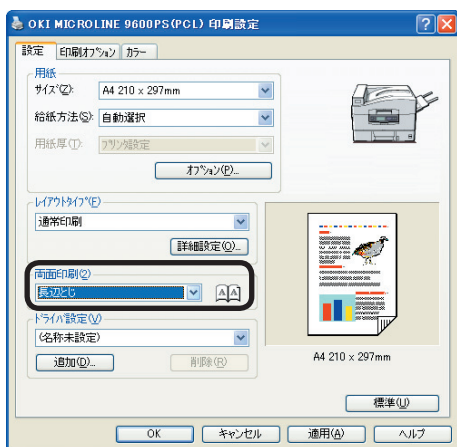 OKI MICROLINE 9600PS(PCL) 印刷設定
設定 印刷オプション カラー
用紙
サイズ(Z): A4 210 x 297mm
給紙方法(S): 自動選択
用紙厚(T): プリンタ設定
オプション(P)...
レイアウトタイプ(E)
通常印刷
詳細設定(O)...
両面印刷(2)
長辺とじ
A A
ドライバ設定(V)
(名称未設定)
追加(D)... 削除(R)
A4 210 x 297mm
標準(U)
OK キャンセル 適用(A) ヘルプ